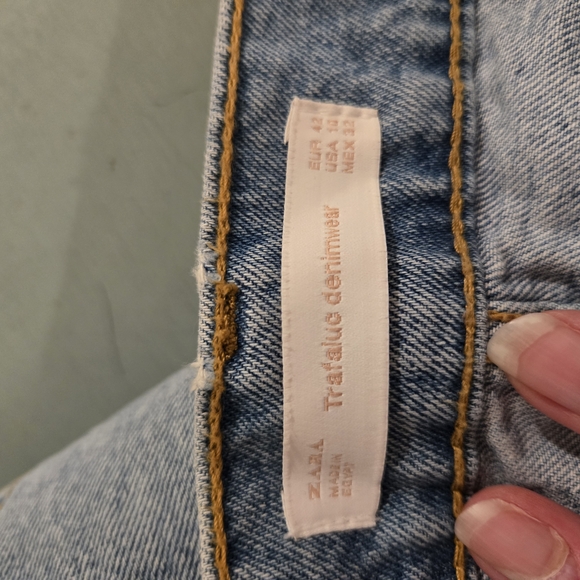 ZARA
MADE IN
EGYPT
Trafaluc denimwear
EUR 42
USA 10
MEX 32